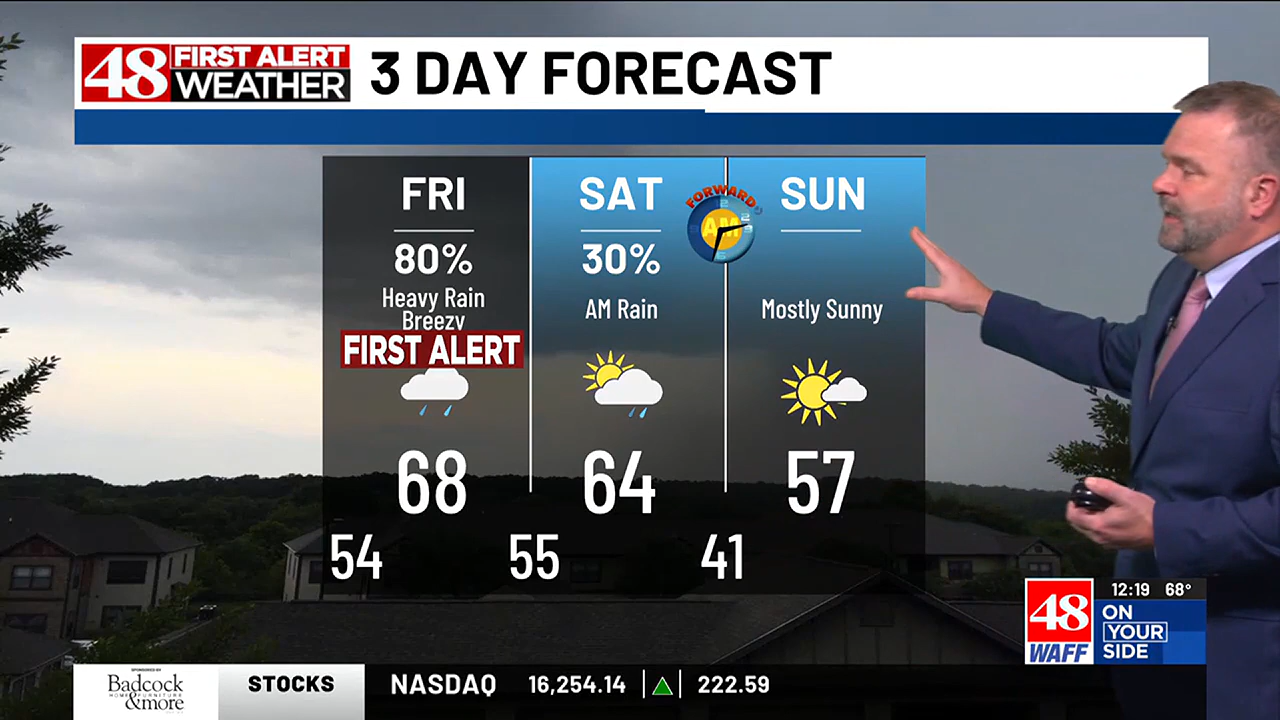 48 FIRST ALERT
WEATHER
3 DAY FORECAST
FRI
80%
Heavy Rain
Breezy
FIRST ALERT
68
54
SAT
30%
AM Rain
64
55
FORWARD
AM
SUN
Mostly Sunny
57
41
12:19 68°
48
WAFF
ON
YOUR
SIDE
SPONSORED BY
Badcock
HOME FURNITURE
&more
STOCKS
NASDAQ 16,254.14 222.59